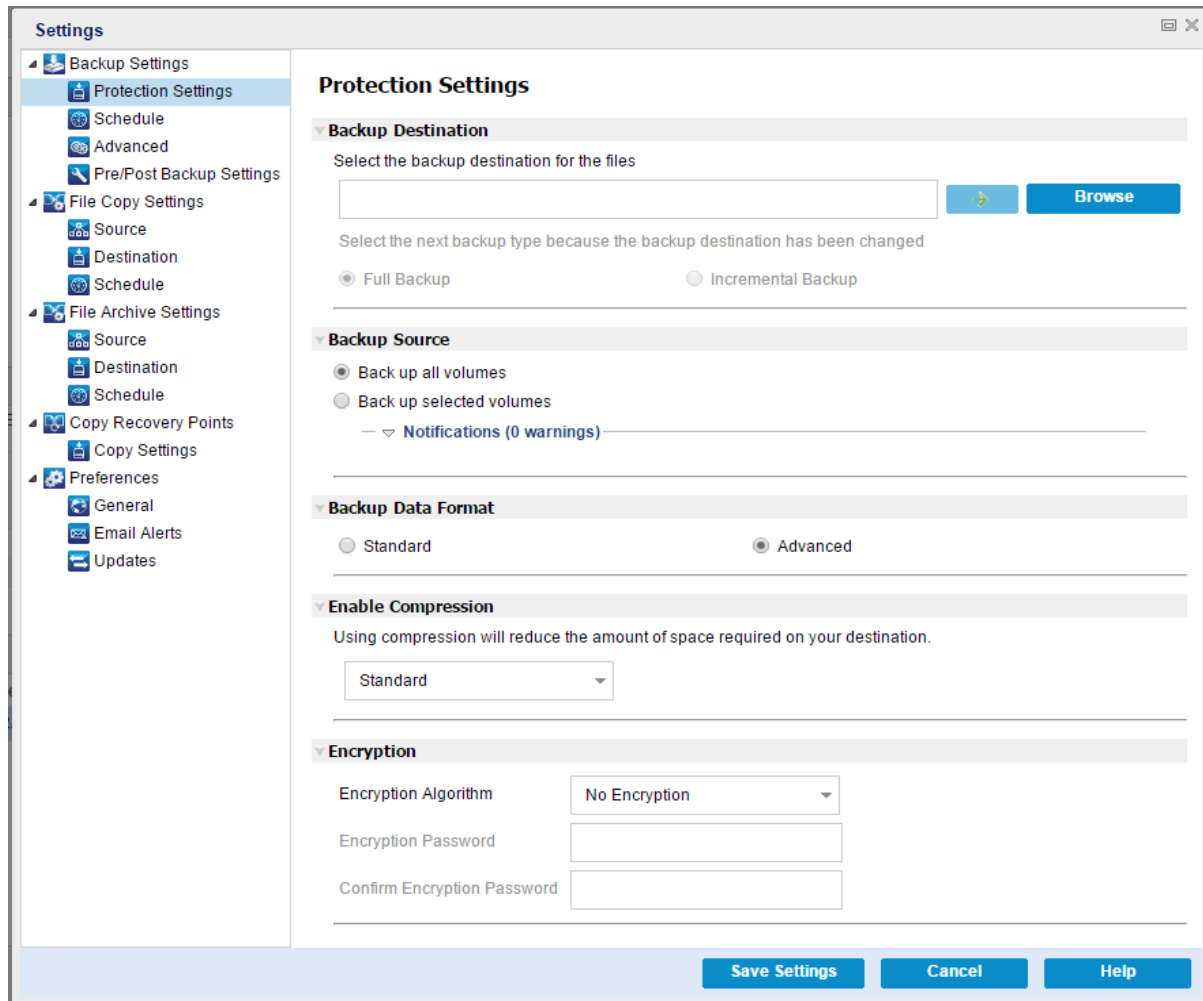 Settings
Backup Settings
Protection Settings
Schedule
Advanced
Pre/Post Backup Settings
File Copy Settings
Source
Destination
Schedule
File Archive Settings
Source
Destination
Schedule
Copy Recovery Points
Copy Settings
Preferences
General
Email Alerts
Updates
Protection Settings
Backup Destination
Select the backup destination for the files
Browse
Select the next backup type because the backup destination has been changed
Full Backup Incremental Backup
Backup Source
Back up all volumes
Back up selected volumes
Notifications (0 warnings)
Backup Data Format
Standard Advanced
Enable Compression
Using compression will reduce the amount of space required on your destination.
Standard
Encryption
Encryption Algorithm No Encryption
Encryption Password
Confirm Encryption Password
Save Settings Cancel Help